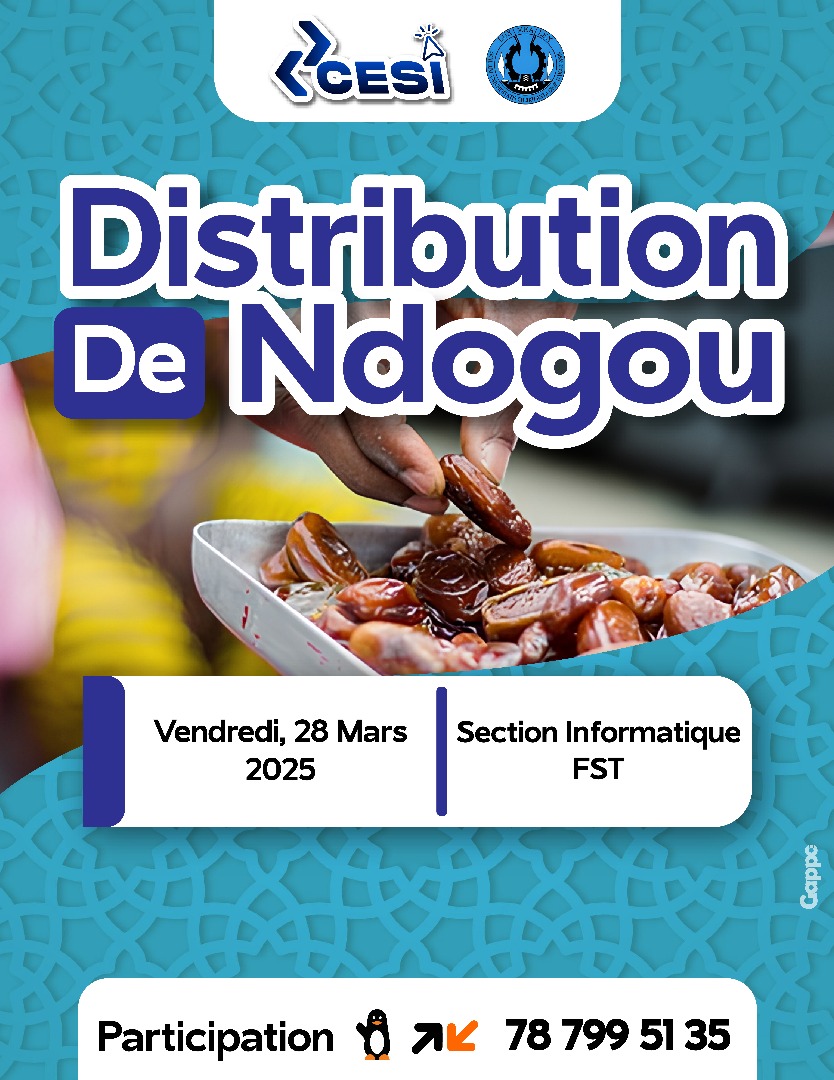 CESI
Distribution
De Ndogou
Vendredi, 28 Mars
2025
Section Informatique
FST
Gappc
Participation 78 799 51 35